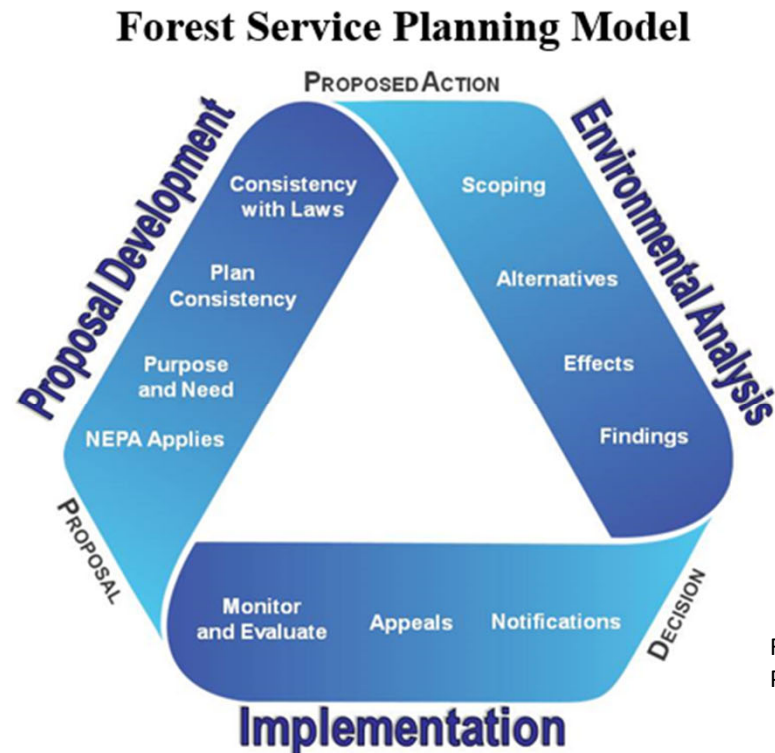 Forest Service Planning Model
PROPOSED ACTION
Proposal Development
Environmental Analysis
Consistency
with Laws
Plan
Consistency
Purpose
and Need
NEPA Applies
PROPOSAL
Scoping
Alternatives
Effects
Findings
DECISION
Monitor
and Evaluate
Appeals
Notifications
Implementation